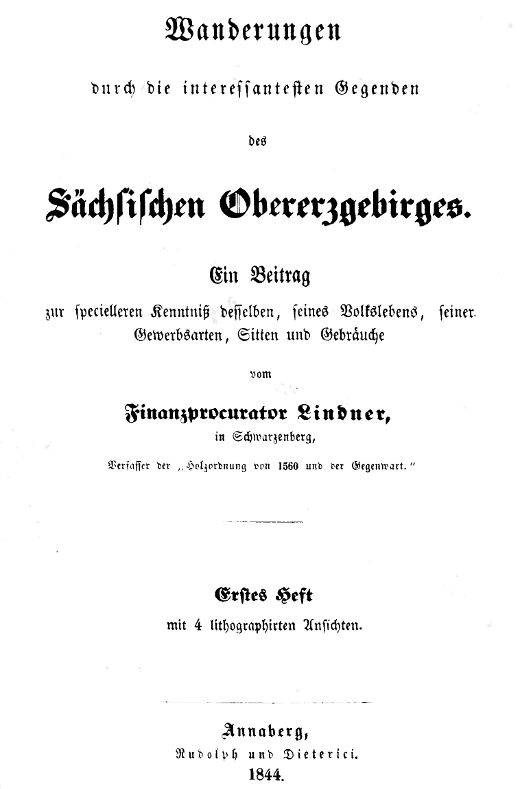 Wanderungen
durch die interessantesten Gegenden
des
Sächsischen Obererzgebirges.
Ein Beitrag
zur specielleren Kenntniß desselben, seines Volkslebens, seiner
Gewerbsarten, Sitten und Gebräuche
vom
Finanzprocurator Lindner,
in Schwarzenberg,
Verfasser der „Holzordnung von 1560 und der Gegenwart."
Erstes Heft
mit 4 lithographirten Ansichten.
Annaberg,
Rudolph und Dieterici.
1844.